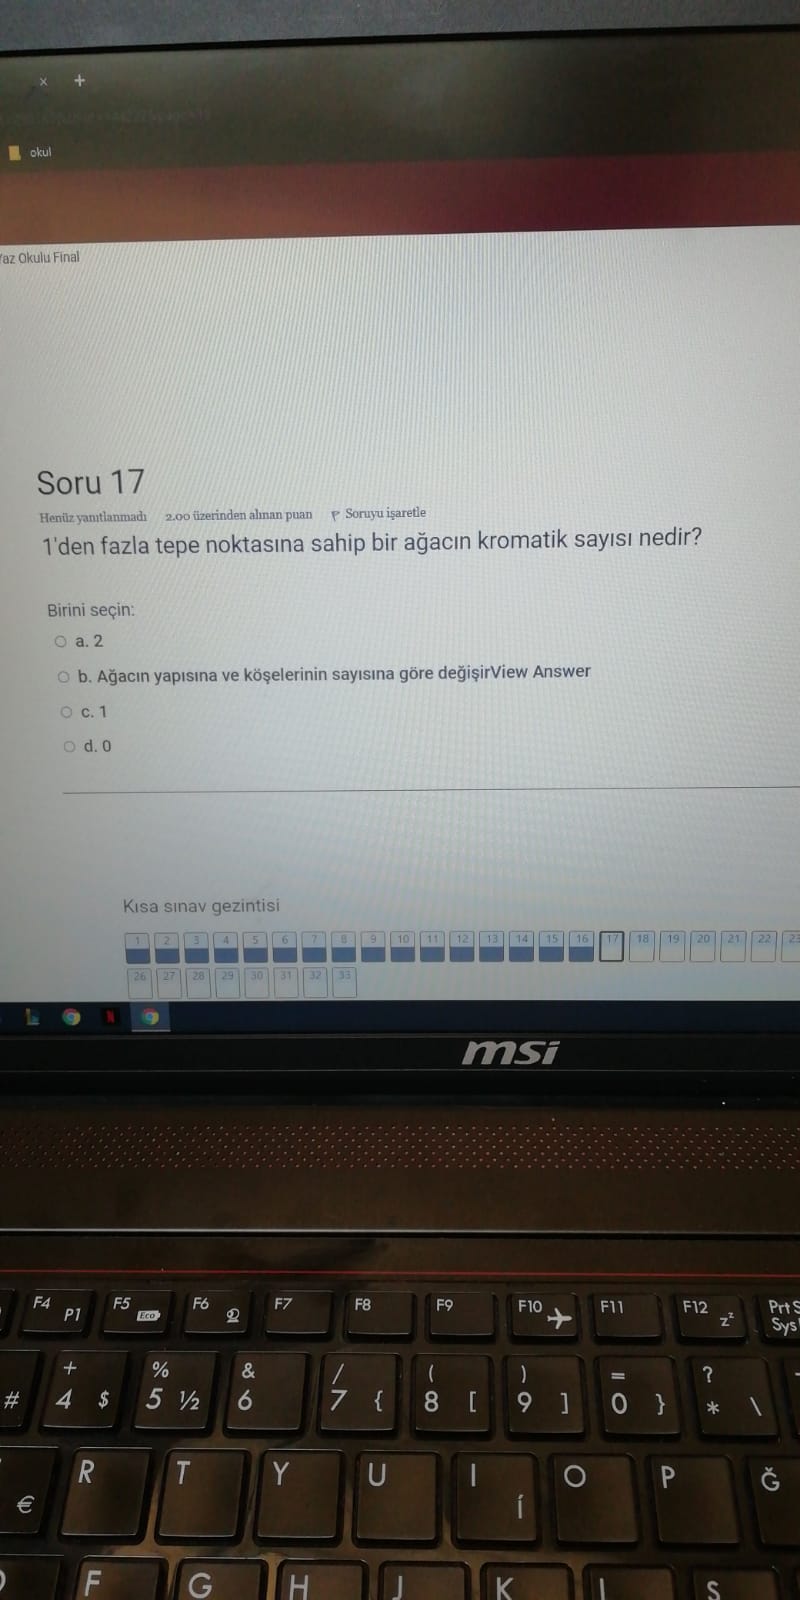 okul
Yaz Okulu Final
Soru 17
Henüz yanıtlanmadı 2.00 üzerinden alınan puan Soruyu işaretle
1'den fazla tepe noktasına sahip bir ağacın kromatik sayısı nedir?
Birini seçin:
a. 2
b. Ağacın yapısına ve köşelerinin sayısına göre değişirView Answer
c. 1
d. 0
Kısa sınav gezintisi
1 2 3 4 5 6 7 8 9 10 11 12 13 14 15 16 17 18 19 20 21 22 23
26 27 28 29 30 31 32 33
msi
F4 P1 F5 Eco F6 F7 F8 F9 F10 F11 F12 Prt S
Sys
# + 4 $ % 5 ½ & 6 / 7 { ( 8 [ ) 9 ] = 0 } ? * \
€ R T Y U I İ O P Ğ
F G H J K L Ş